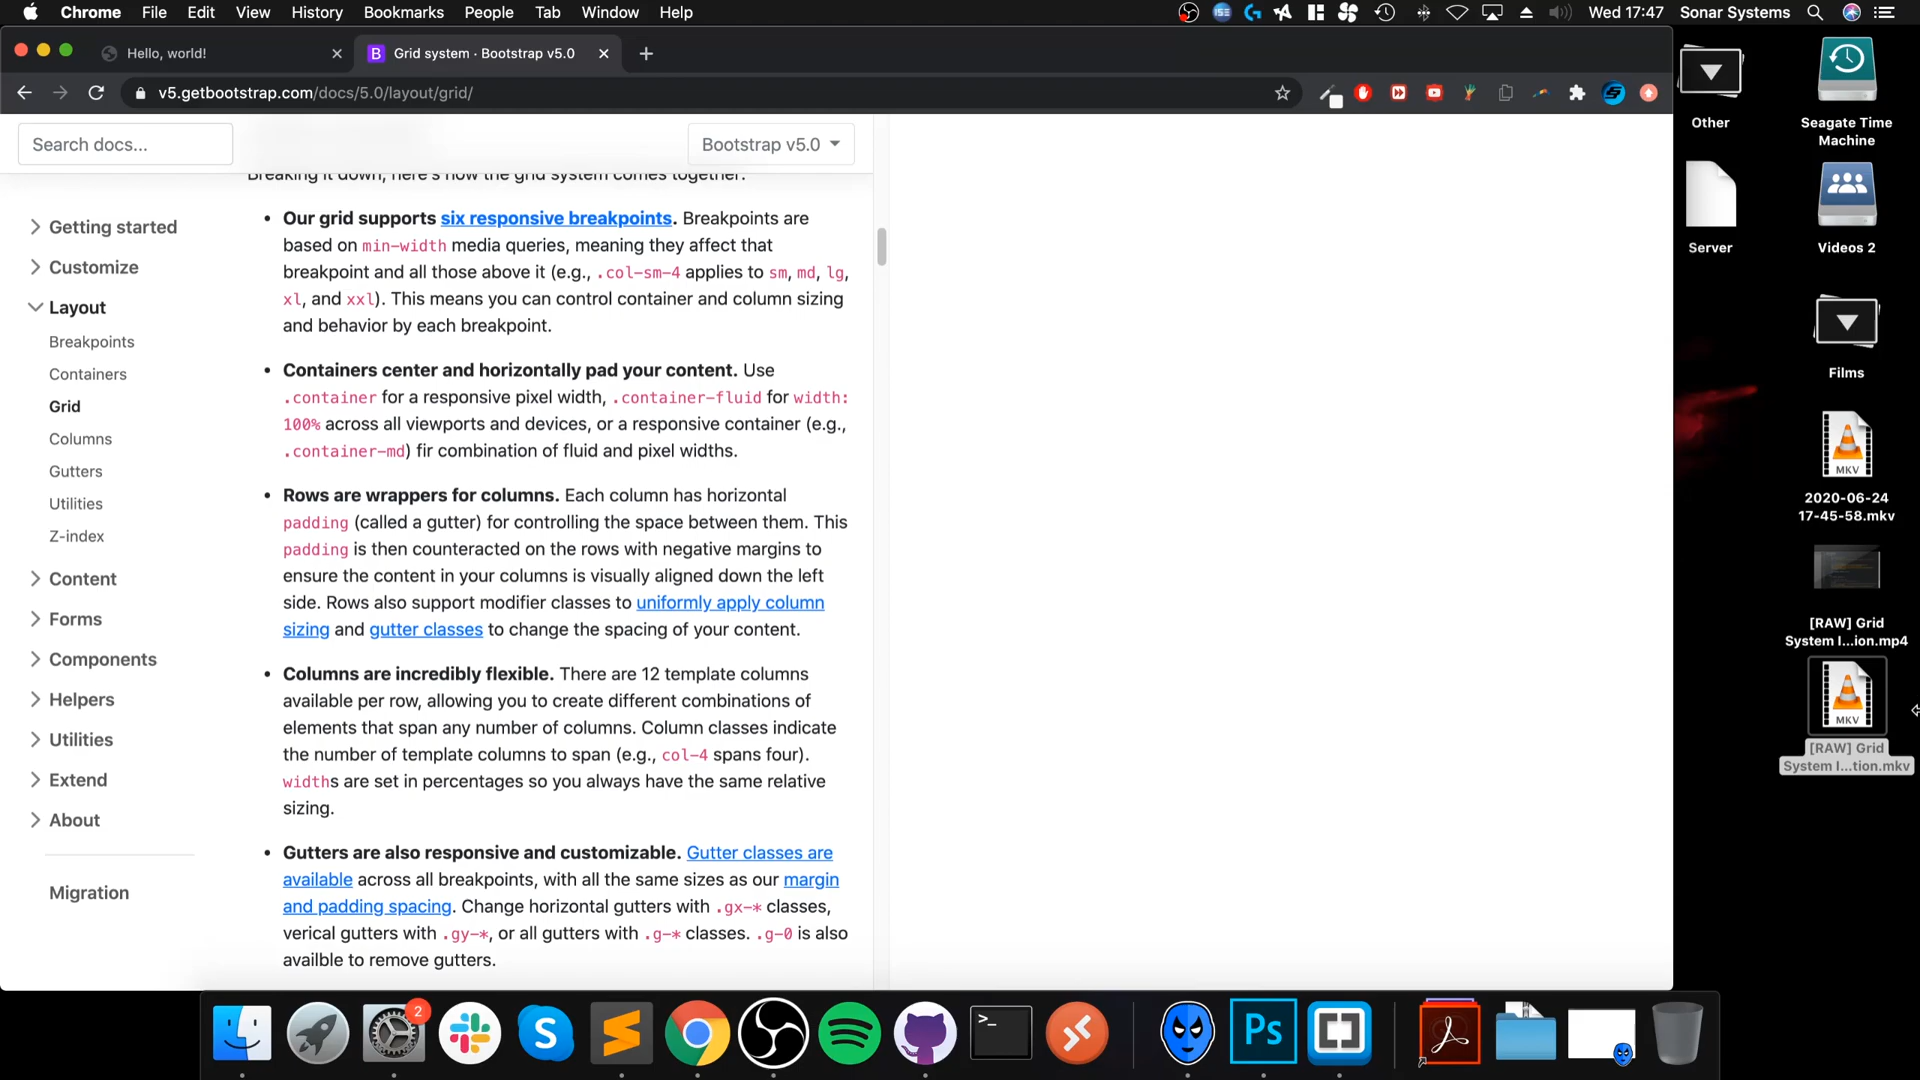 Chrome File Edit View History Bookmarks People Tab Window Help
Wed 17:47 Sonar Systems
Hello, world!
Grid system · Bootstrap v5.0
v5.getbootstrap.com/docs/5.0/layout/grid/
Search docs...
Bootstrap v5.0
Getting started
Customize
Layout
Breakpoints
Containers
Grid
Columns
Gutters
Utilities
Z-index
Content
Forms
Components
Helpers
Utilities
Extend
About
Migration
Breaking it down, here's how the grid system comes together:
• Our grid supports six responsive breakpoints. Breakpoints are
based on min-width media queries, meaning they affect that
breakpoint and all those above it (e.g., .col-sm-4 applies to sm, md, lg,
xl, and xxl). This means you can control container and column sizing
and behavior by each breakpoint.
• Containers center and horizontally pad your content. Use
.container for a responsive pixel width, .container-fluid for width:
100% across all viewports and devices, or a responsive container (e.g.,
.container-md) fir combination of fluid and pixel widths.
• Rows are wrappers for columns. Each column has horizontal
padding (called a gutter) for controlling the space between them. This
padding is then counteracted on the rows with negative margins to
ensure the content in your columns is visually aligned down the left
side. Rows also support modifier classes to uniformly apply column
sizing and gutter classes to change the spacing of your content.
• Columns are incredibly flexible. There are 12 template columns
available per row, allowing you to create different combinations of
elements that span any number of columns. Column classes indicate
the number of template columns to span (e.g., col-4 spans four).
widths are set in percentages so you always have the same relative
sizing.
• Gutters are also responsive and customizable. Gutter classes are
available across all breakpoints, with all the same sizes as our margin
and padding spacing. Change horizontal gutters with .gx-* classes,
verical gutters with .gy-*, or all gutters with .g-* classes. .g-0 is also
availble to remove gutters.
Other
Seagate Time
Machine
Server
Videos 2
Films
MKV
2020-06-24
17-45-58.mkv
[RAW] Grid
System I...ion.mp4
MKV
[RAW] Grid
System I...tion.mkv
2
S
>_
Ps